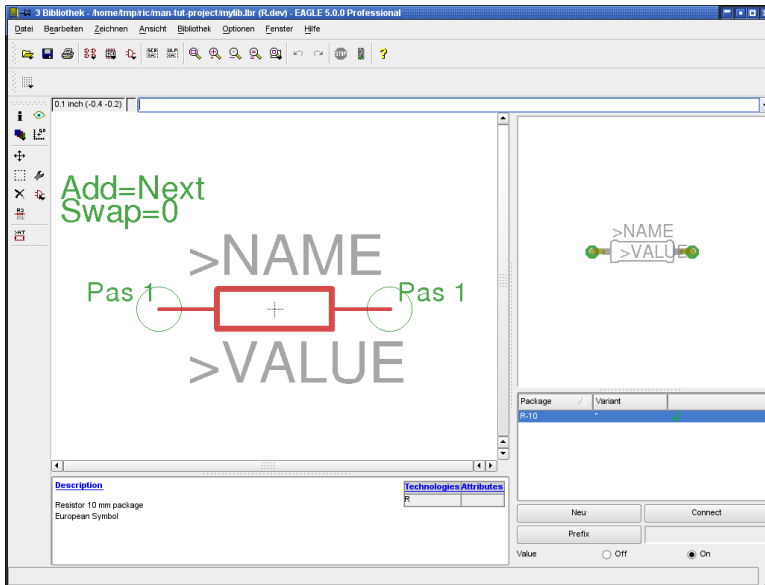 3 Bibliothek - /home/tmp/ric/man-tut-project/mylib.lbr (R.dev) - EAGLE 5.0.0 Professional
Datei Bearbeiten Zeichnen Ansicht Bibliothek Optionen Fenster Hilfe
0.1 inch (-0.4 -0.2)
Add=Next
Swap=0
>NAME
Pas 1 Pas 1
>VALUE
>NAME
>VALUE
Package Variant
R-10 ''
Description
Resistor 10 mm package
European Symbol
Technologies Attributes
R
Neu Connect
Prefix
Value Off On